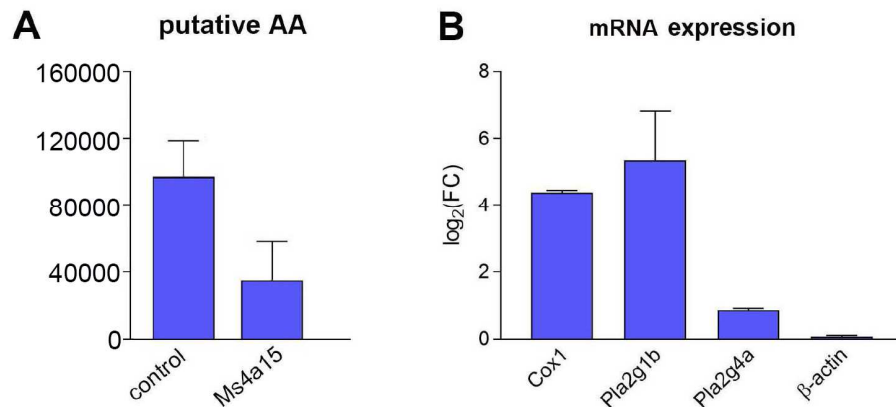 A
putative AA
160000
120000
80000
40000
0
control
Ms4a15
B
mRNA expression
log₂(FC)
8
6
4
2
0
Cox1
Pla2g1b
Pla2g4a
β-actin